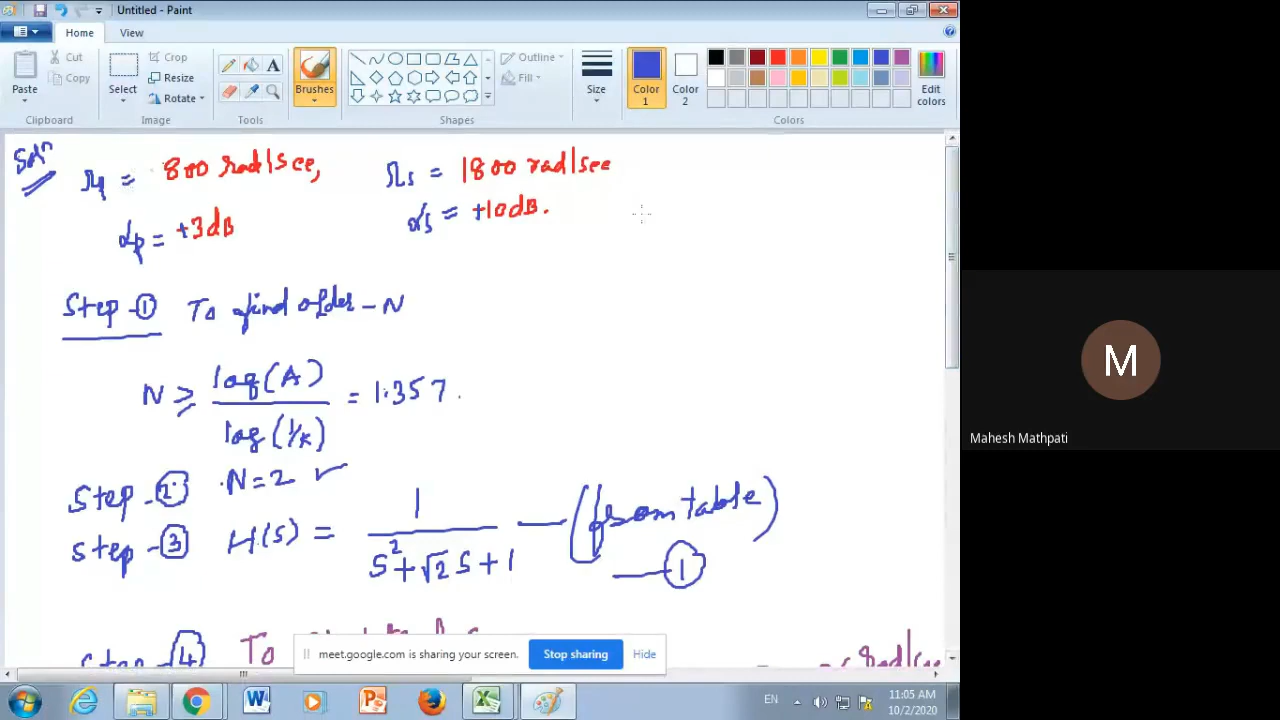 Untitled - Paint
Home
View
Paste
Cut
Copy
Clipboard
Select
Crop
Resize
Rotate
Image
Tools
Brushes
Outline
Fill
Shapes
Size
Color 1
Color 2
Edit colors
Colors
Soln
Ωp = 800 rad/sec, Ωs = 1800 rad/sec
αp = +3dB αs = +10dB.
Step-① To find order - N
N ≥ log(A) / log(1/k) = 1.357
Step-② N=2 ✓
Step-③ H(s) = 1 / s²+√2 s+1 — (from table) — ①
Step-④ To
rad/s
meet.google.com is sharing your screen. Stop sharing Hide
M
Mahesh Mathpati
EN
11:05 AM
10/2/2020